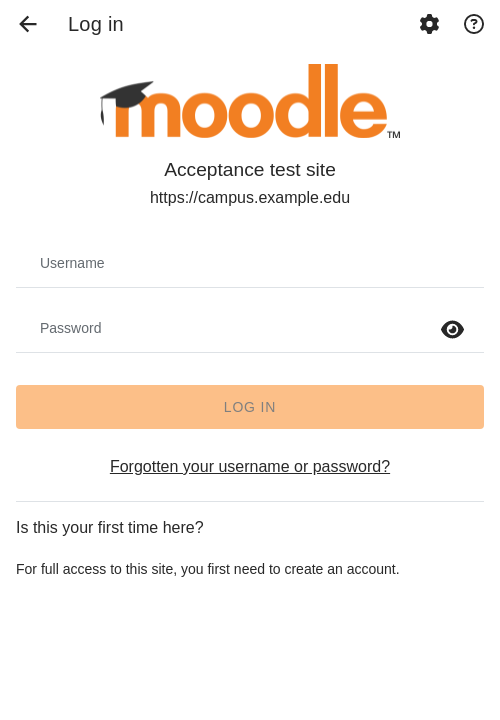 Log in
moodle™
Acceptance test site
https://campus.example.edu
Username
Password
LOG IN
Forgotten your username or password?
Is this your first time here?
For full access to this site, you first need to create an account.